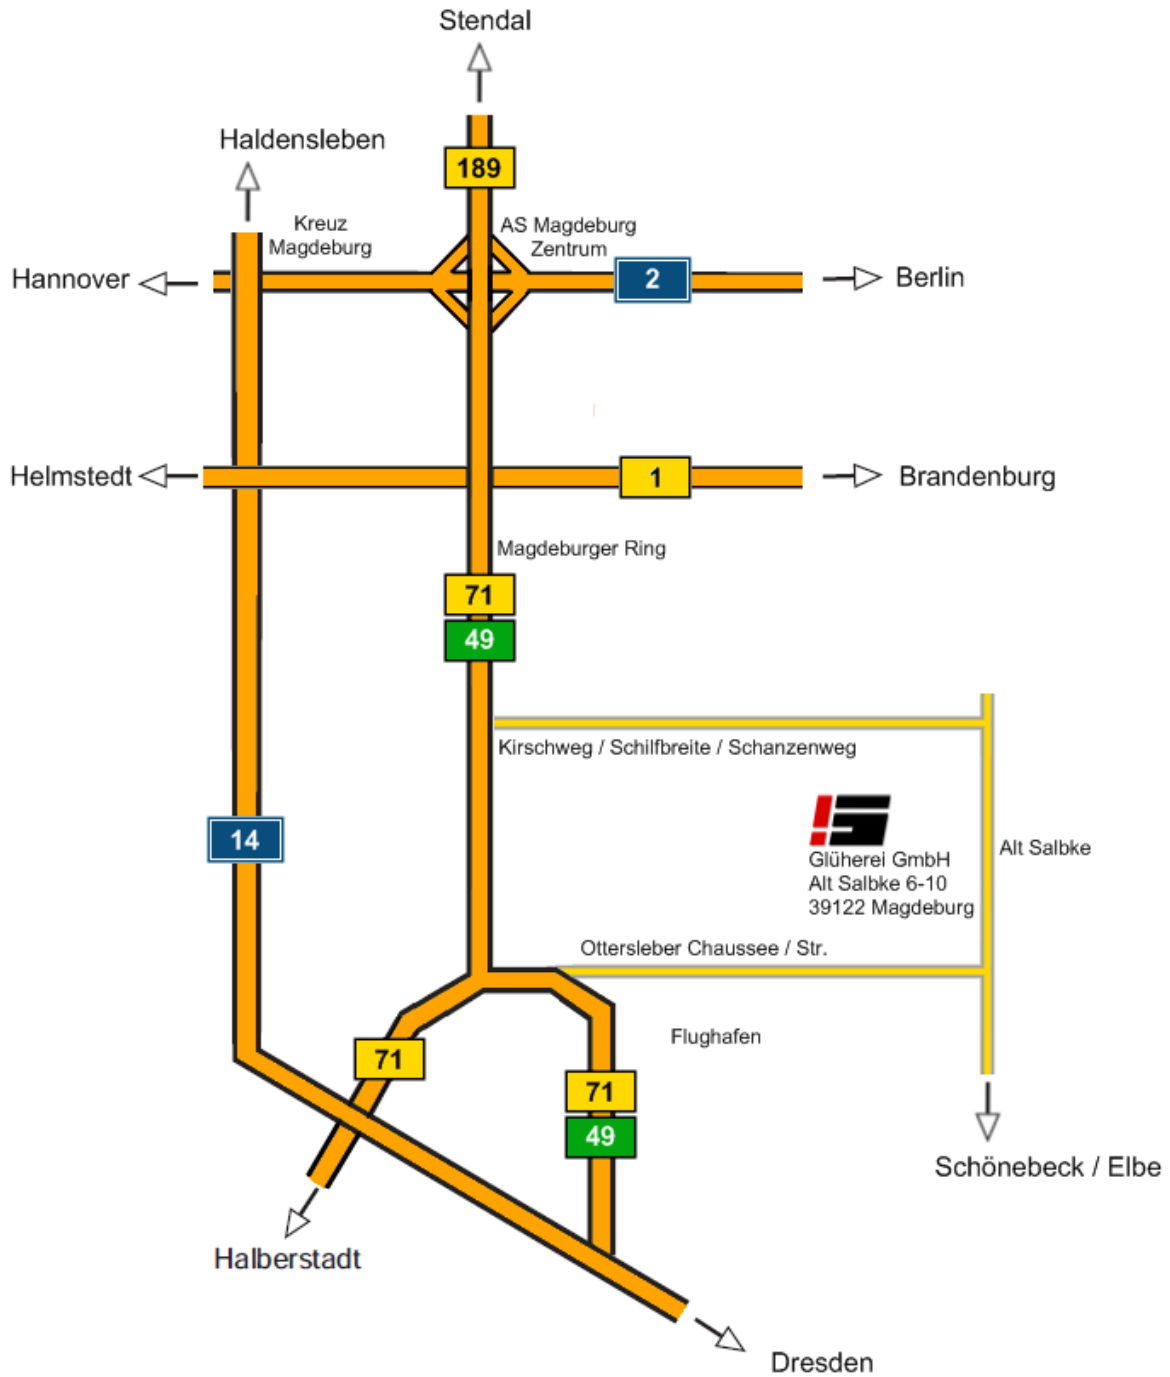 Stendal
Haldensleben
189
Kreuz
Magdeburg
AS Magdeburg
Zentrum
Hannover
2
Berlin
Helmstedt
1
Brandenburg
Magdeburger Ring
71
49
Kirschweg / Schilfbreite / Schanzenweg
14
Alt Salbke
Glüherei GmbH
Alt Salbke 6-10
39122 Magdeburg
Ottersleber Chaussee / Str.
Flughafen
71
71
49
Schönebeck / Elbe
Halberstadt
Dresden